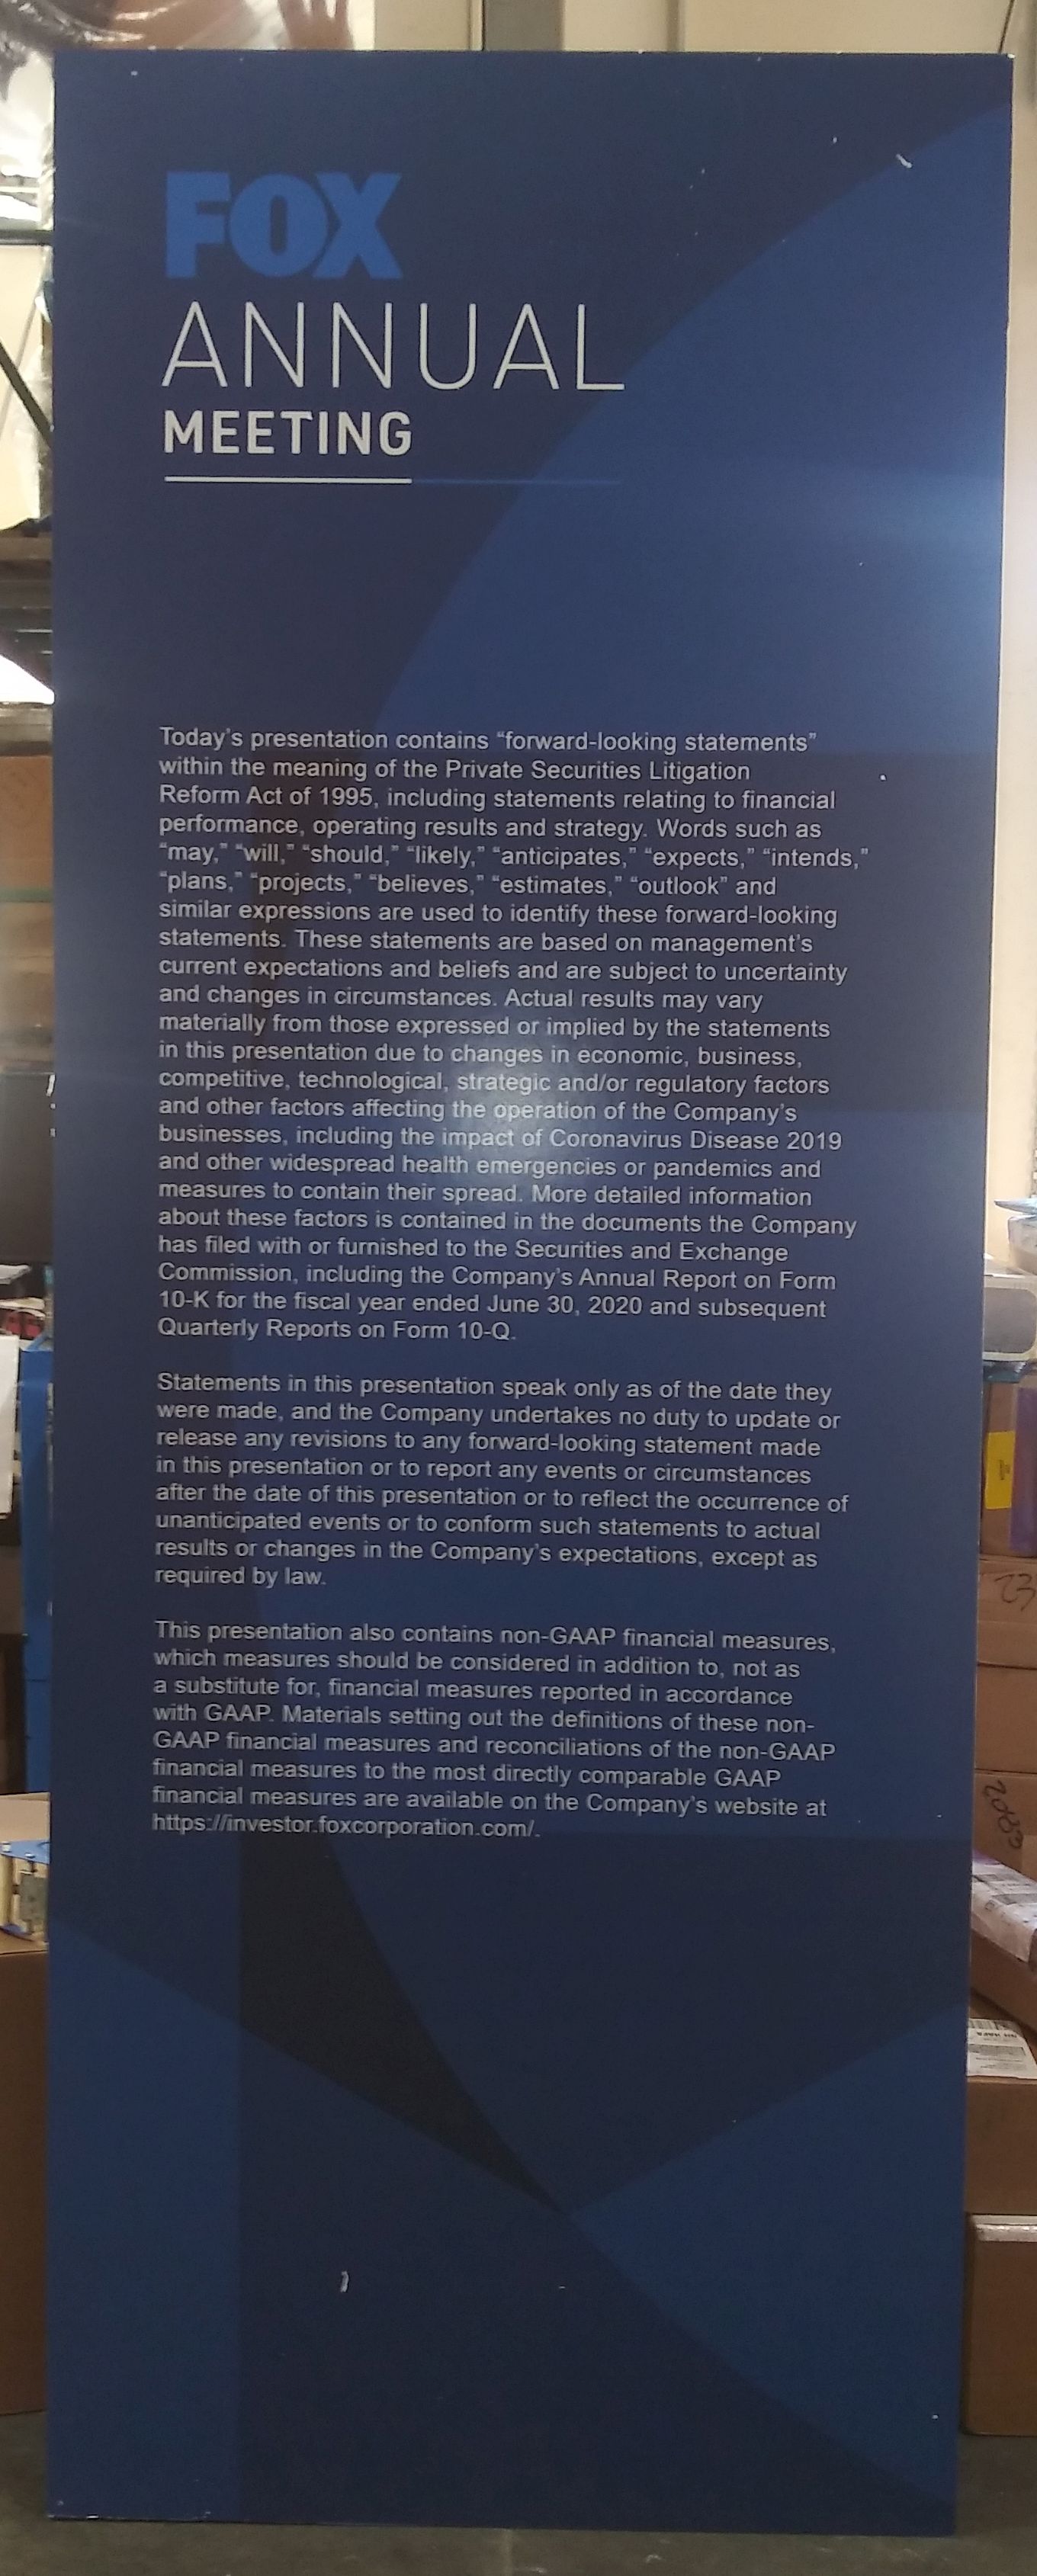 FOX
ANNUAL
MEETING
Today's presentation contains “forward-looking statements”
within the meaning of the Private Securities Litigation
Reform Act of 1995, including statements relating to financial
performance, operating results and strategy. Words such as
“may,” “will,” “should,” “likely,” “anticipates,” “expects,” “intends,”
“plans,” “projects,” “believes,” “estimates,” “outlook” and
similar expressions are used to identify these forward-looking
statements. These statements are based on management's
current expectations and beliefs and are subject to uncertainty
and changes in circumstances. Actual results may vary
materially from those expressed or implied by the statements
in this presentation due to changes in economic, business,
competitive, technological, strategic and/or regulatory factors
and other factors affecting the operation of the Company's
businesses, including the impact of Coronavirus Disease 2019
and other widespread health emergencies or pandemics and
measures to contain their spread. More detailed information
about these factors is contained in the documents the Company
has filed with or furnished to the Securities and Exchange
Commission, including the Company's Annual Report on Form
10-K for the fiscal year ended June 30, 2020 and subsequent
Quarterly Reports on Form 10-Q.
Statements in this presentation speak only as of the date they
were made, and the Company undertakes no duty to update or
release any revisions to any forward-looking statement made
in this presentation or to report any events or circumstances
after the date of this presentation or to reflect the occurrence of
unanticipated events or to conform such statements to actual
results or changes in the Company's expectations, except as
required by law.
This presentation also contains non-GAAP financial measures,
which measures should be considered in addition to, not as
a substitute for, financial measures reported in accordance
with GAAP. Materials setting out the definitions of these non-
GAAP financial measures and reconciliations of the non-GAAP
financial measures to the most directly comparable GAAP
financial measures are available on the Company's website at
https://investor.foxcorporation.com/.
23